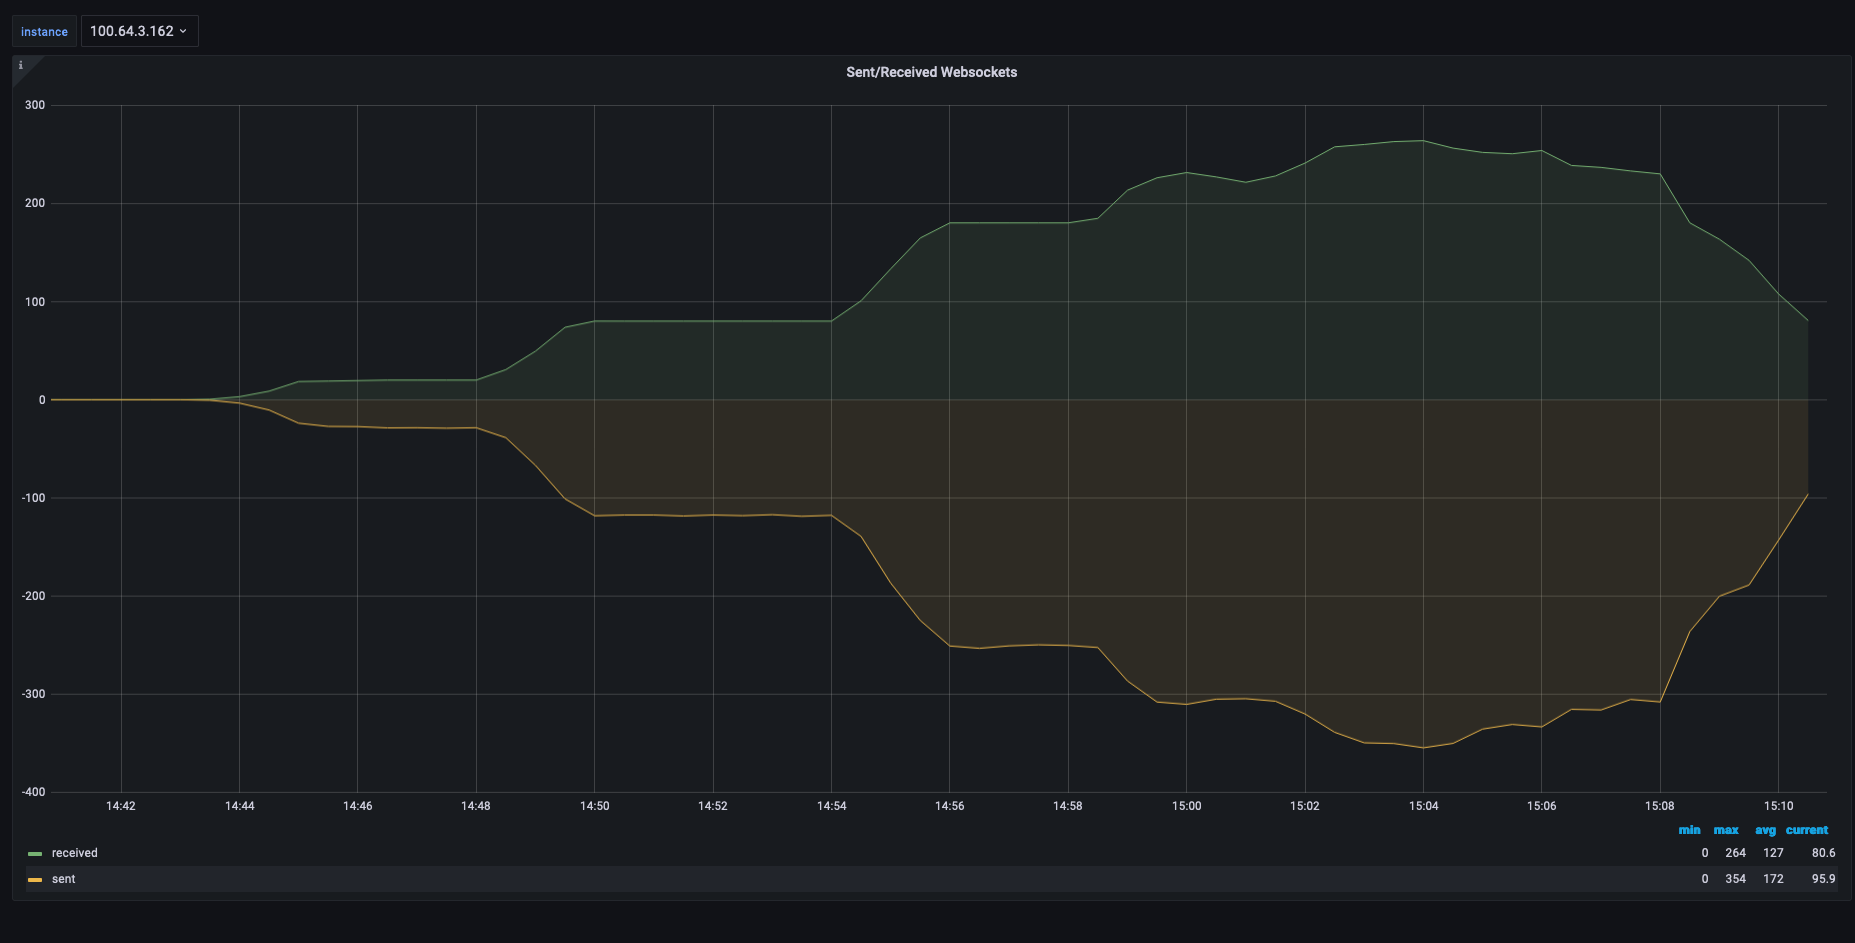 instance 100.64.3.162
i
Sent/Received Websockets
300
200
100
0
-100
-200
-300
-400
14:42 14:44 14:46 14:48 14:50 14:52 14:54 14:56 14:58 15:00 15:02 15:04 15:06 15:08 15:10
min max avg current
received 0 264 127 80.6
sent 0 354 172 95.9